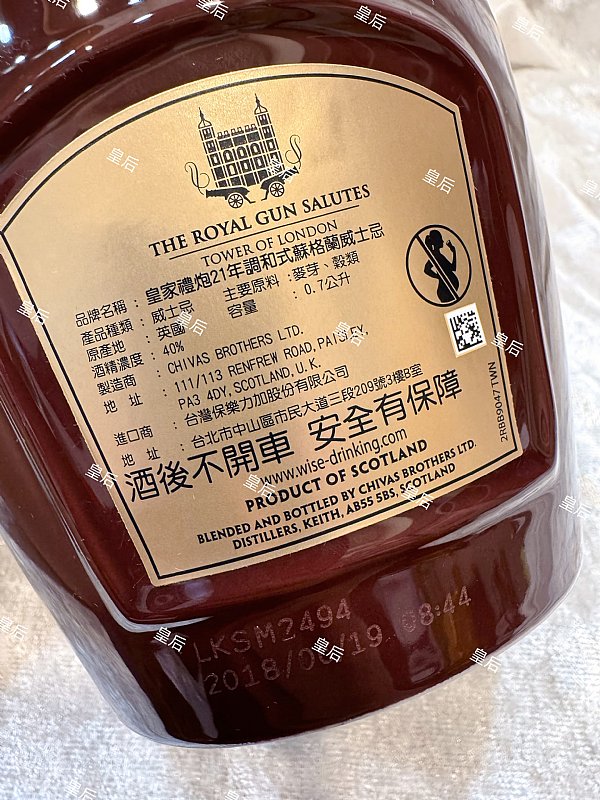 THE ROYAL GUN SALUTES
TOWER OF LONDON
品牌名稱：皇家禮炮21年調和式蘇格蘭威士忌
產品種類：威士忌 主要原料：麥芽、穀類
原產地：英國 容量：0.7公升
酒精濃度：40%
製造商：CHIVAS BROTHERS LTD.
地址：111/113 RENFREW ROAD, PAISLEY,
PA3 4DY, SCOTLAND, U.K.
進口商：台灣保樂力加股份有限公司
地址：台北市中山區市民大道三段209號3樓B室
酒後不開車 安全有保障
www.wise-drinking.com
PRODUCT OF SCOTLAND
BLENDED AND BOTTLED BY CHIVAS BROTHERS LTD.
DISTILLERS, KEITH, AB55 5BS, SCOTLAND
2RBB9047 TWN
LKSM2494
2018/06/19 08:44
皇后